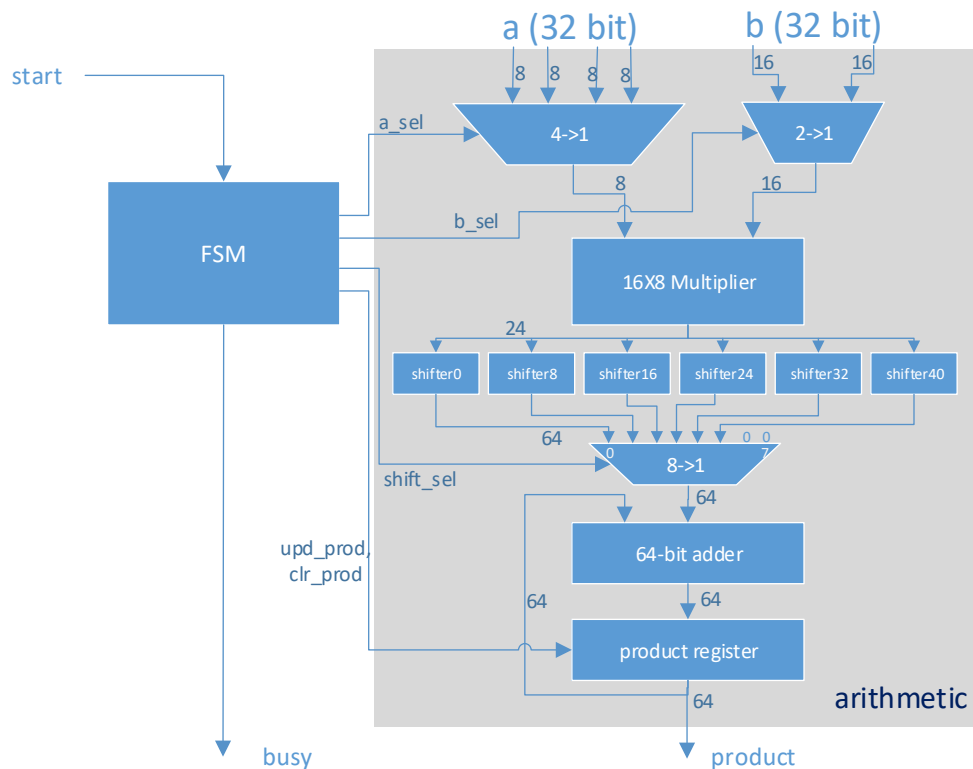 a (32 bit)
b (32 bit)
start
8
8
8
8
16
16
a_sel
4->1
2->1
8
16
b_sel
FSM
16X8 Multiplier
24
shifter0
shifter8
shifter16
shifter24
shifter32
shifter40
64
0
0
0
7
8->1
shift_sel
64
64-bit adder
upd_prod,
clr_prod
64
64
product register
64
arithmetic
busy
product